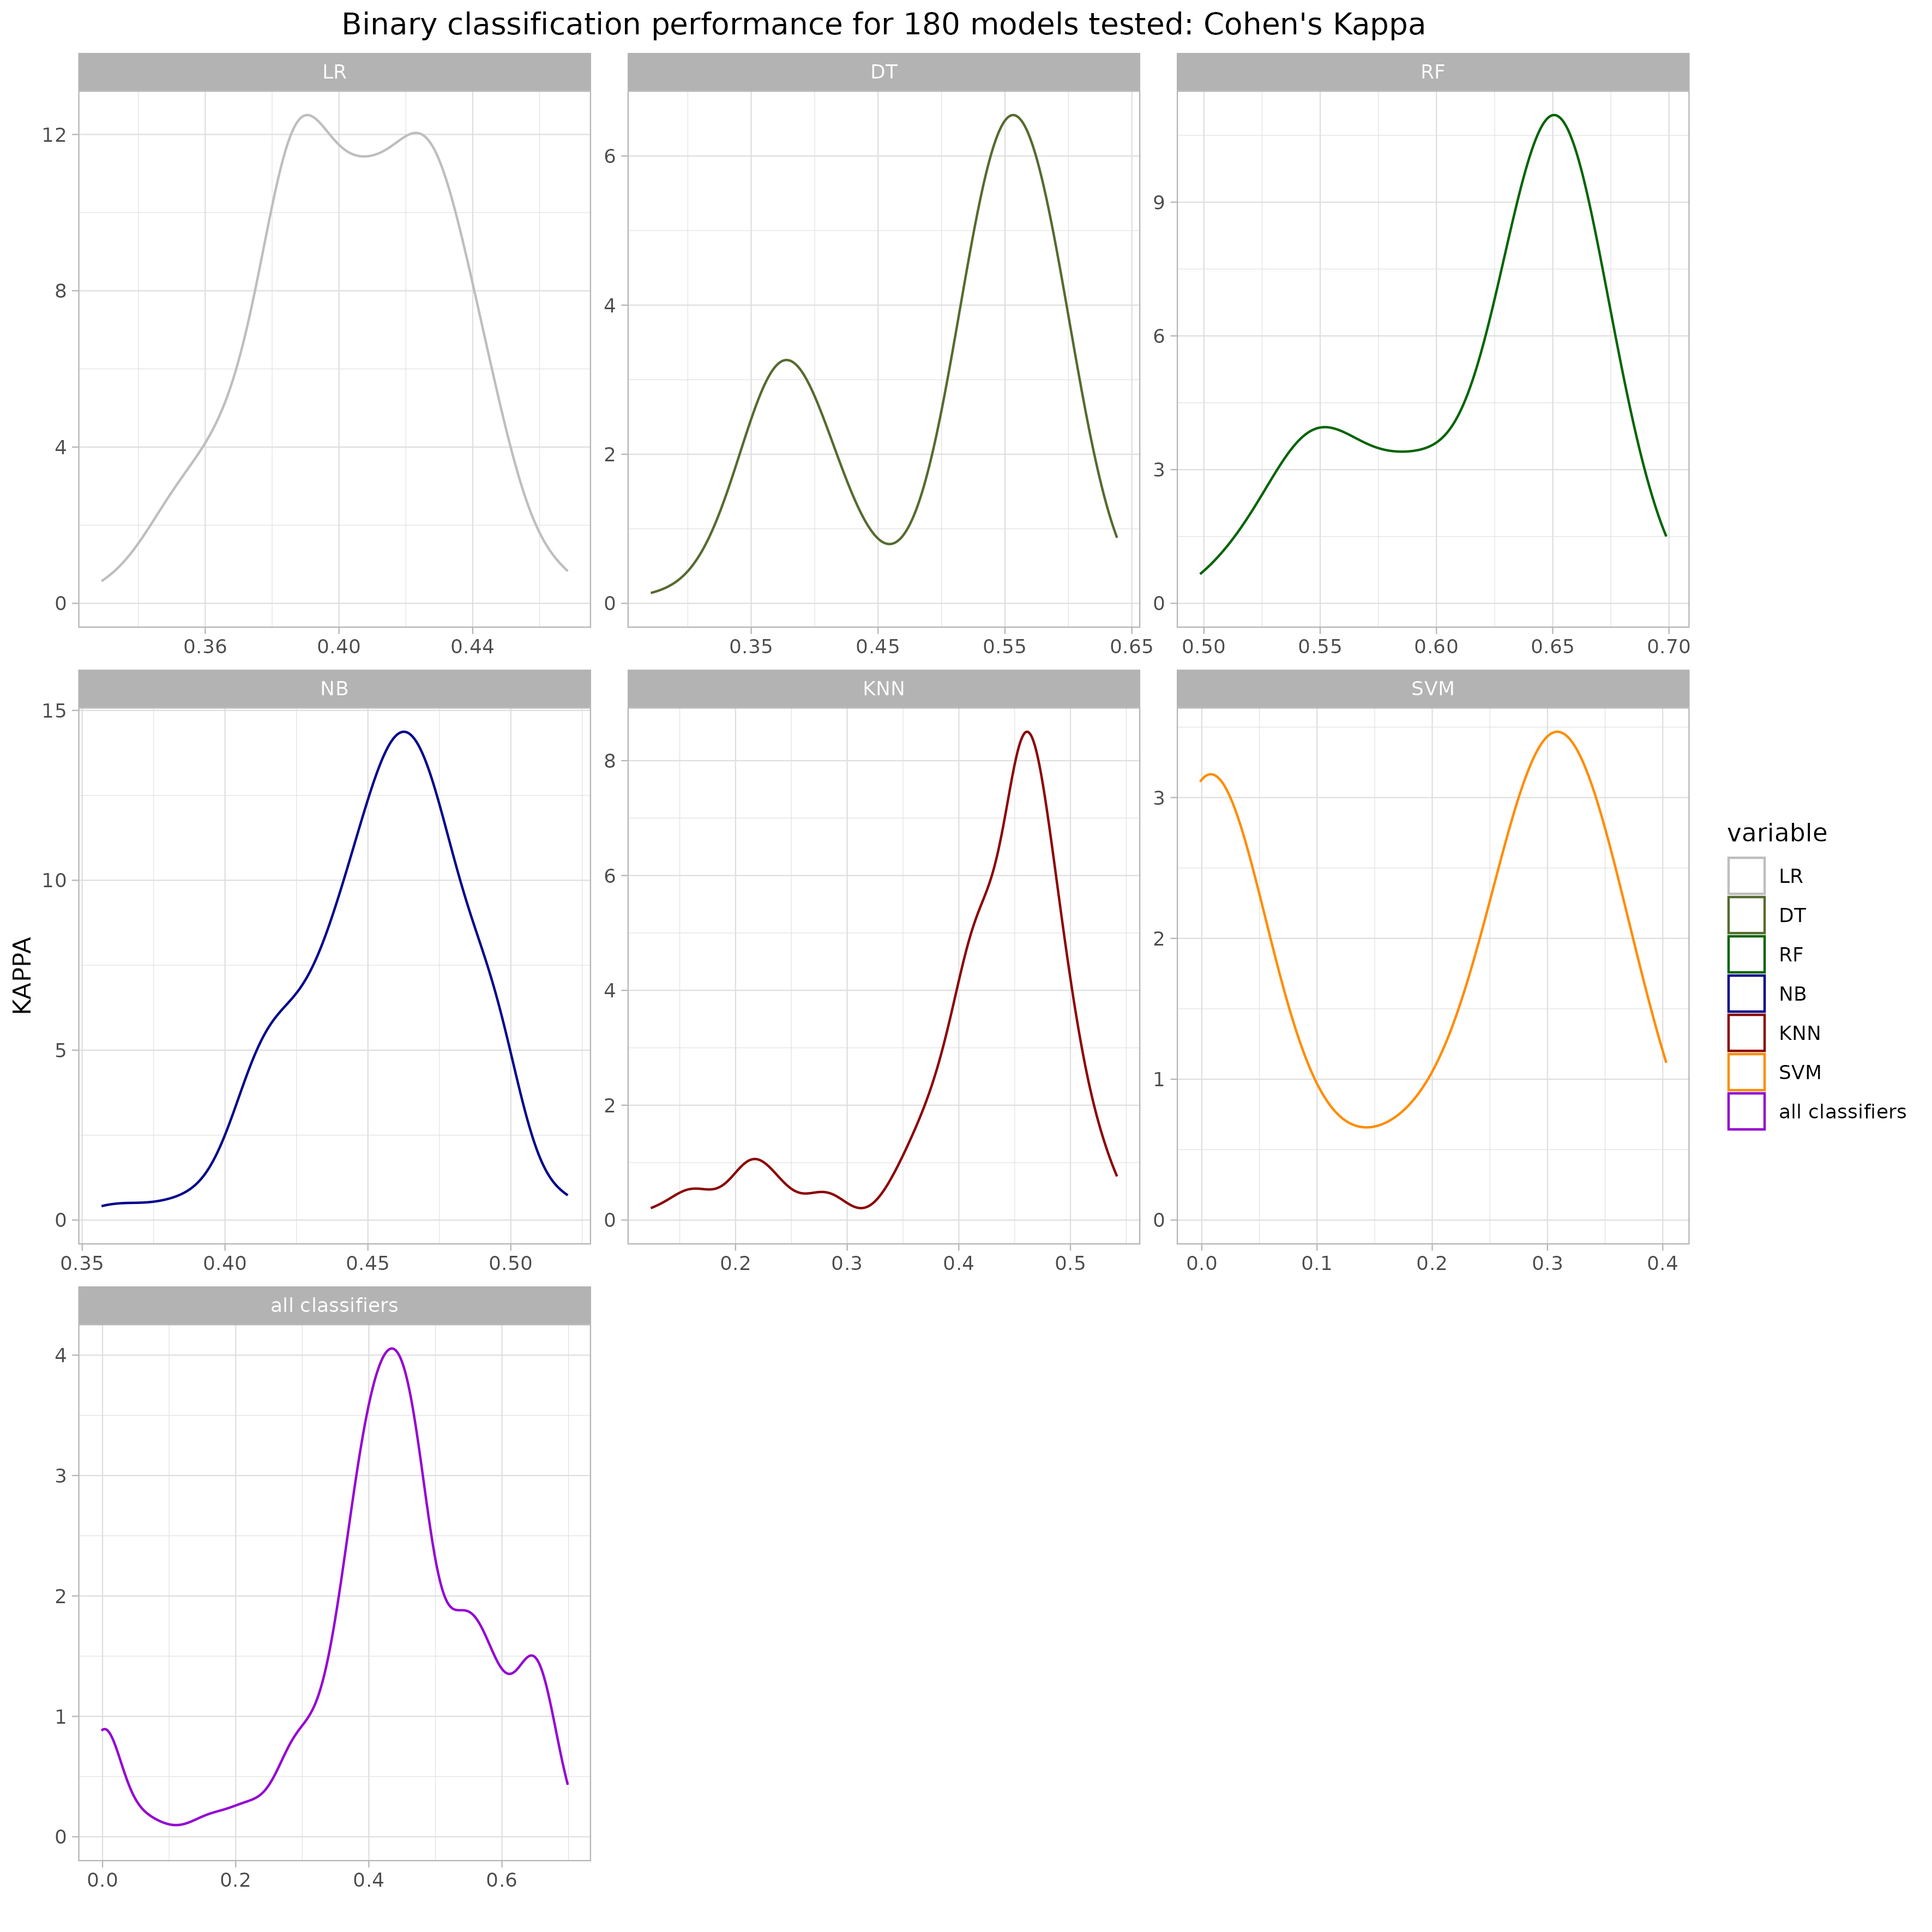 Binary classification performance for 180 models tested: Cohen's Kappa
LR DT RF
12
8
4
0
6
4
2
0
9
6
3
0
0.36 0.40 0.44
0.35 0.45 0.55 0.65
0.50 0.55 0.60 0.65 0.70
NB KNN SVM
15
10
5
0
8
6
4
2
0
3
2
1
0
0.35 0.40 0.45 0.50
0.2 0.3 0.4 0.5
0.0 0.1 0.2 0.3 0.4
all classifiers
4
3
2
1
0
0.0 0.2 0.4 0.6
KAPPA
variable
LR
DT
RF
NB
KNN
SVM
all classifiers